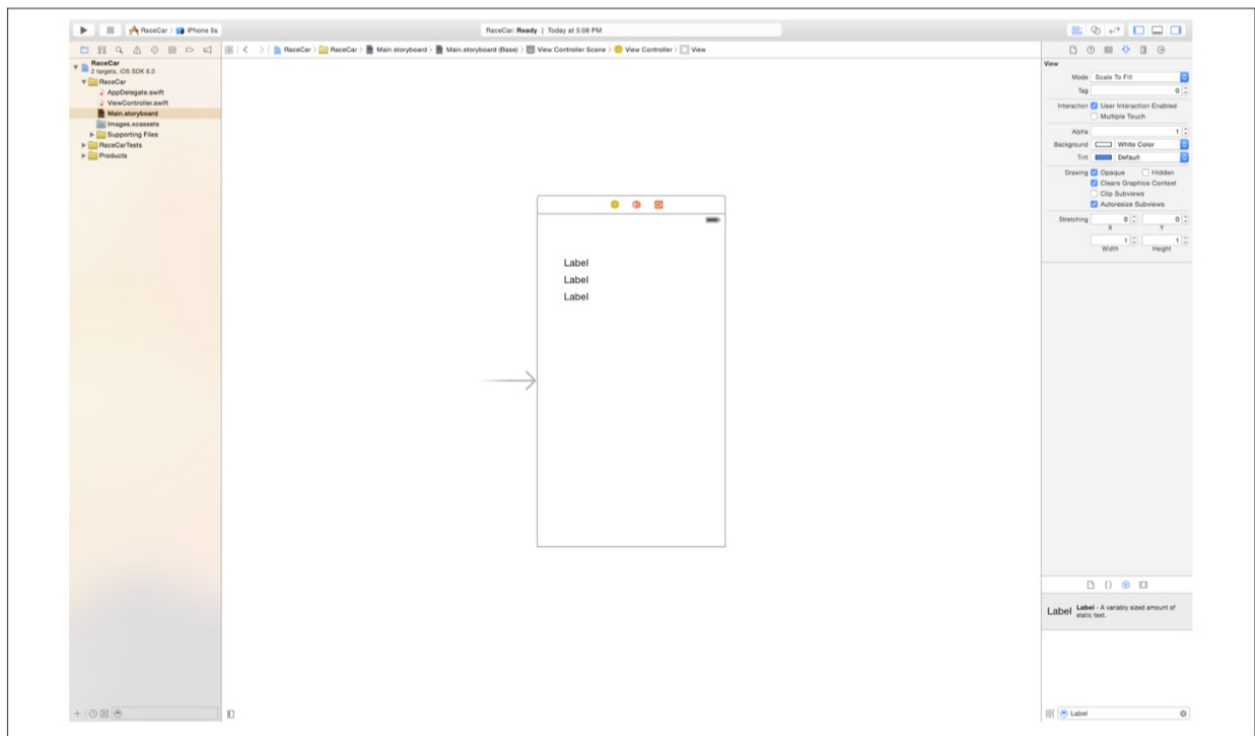 RaceCar › iPhone 5s
RaceCar: Ready | Today at 5:08 PM
RaceCar › RaceCar › Main.storyboard › Main.storyboard (Base) › View Controller Scene › View Controller › View
RaceCar
2 targets, iOS SDK 8.0
RaceCar
AppDelegate.swift
ViewController.swift
Main.storyboard
Images.xcassets
Supporting Files
RaceCarTests
Products
Label
Label
Label
View
Mode Scale To Fill
Tag 0
Interaction User Interaction Enabled
Multiple Touch
Alpha 1
Background White Color
Tint Default
Drawing Opaque Hidden
Clears Graphics Context
Clip Subviews
Autoresize Subviews
Stretching 0 0
X Y
1 1
Width Height
Label Label - A variably sized amount of
static text.
Label